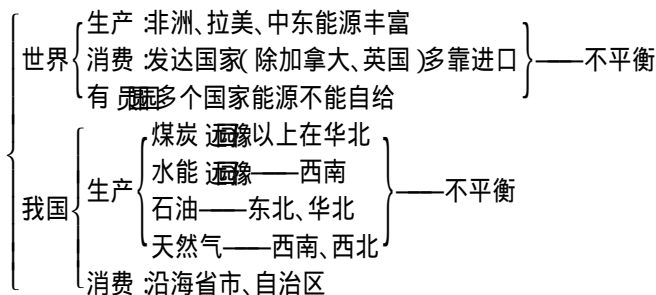 生产:非洲、拉美、中东能源丰富
世界
消费:发达国家(除加拿大、英国)多靠进口
——不平衡
有 多个国家能源不能自给
煤炭 以上在华北
水能 ——西南
我国
生产
石油——东北、华北
——不平衡
天然气——西南、西北
消费:沿海省市、自治区